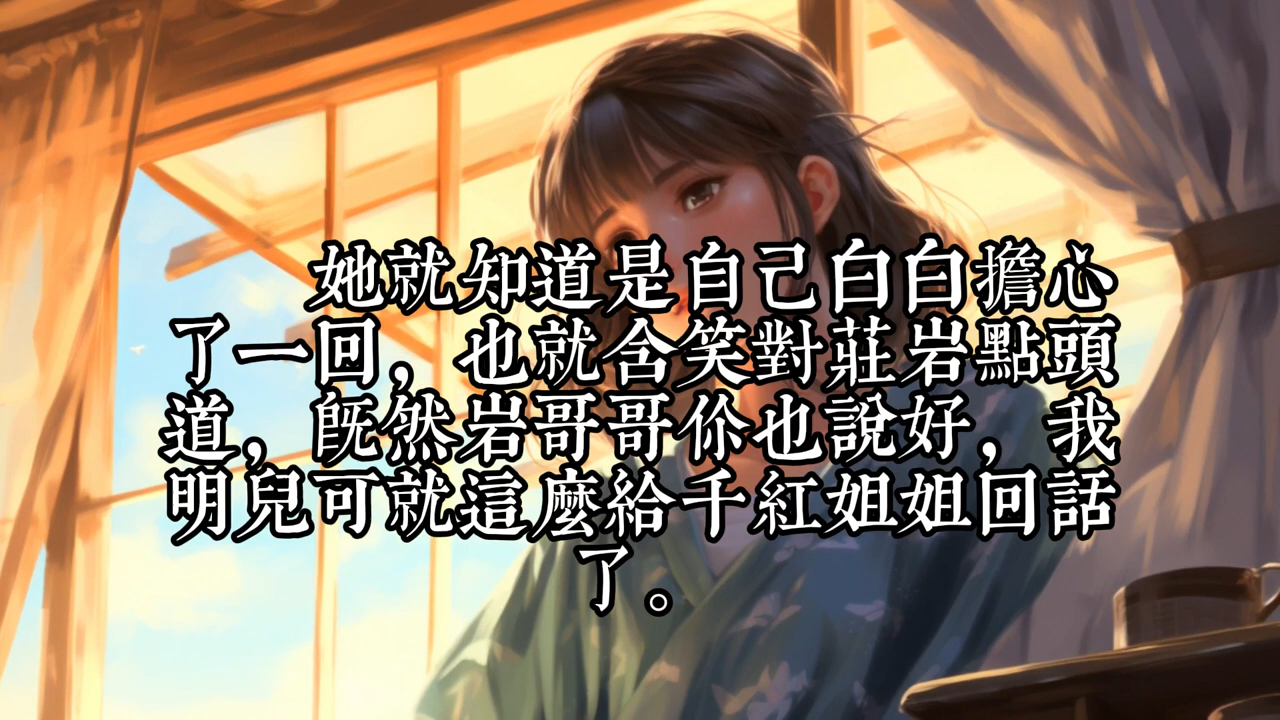 她就知道是自己白白擔心
了一回，也就含笑對莊岩點頭
道，既然岩哥哥你也說好，我
明兒可就這麼給千紅姐姐回話
了。